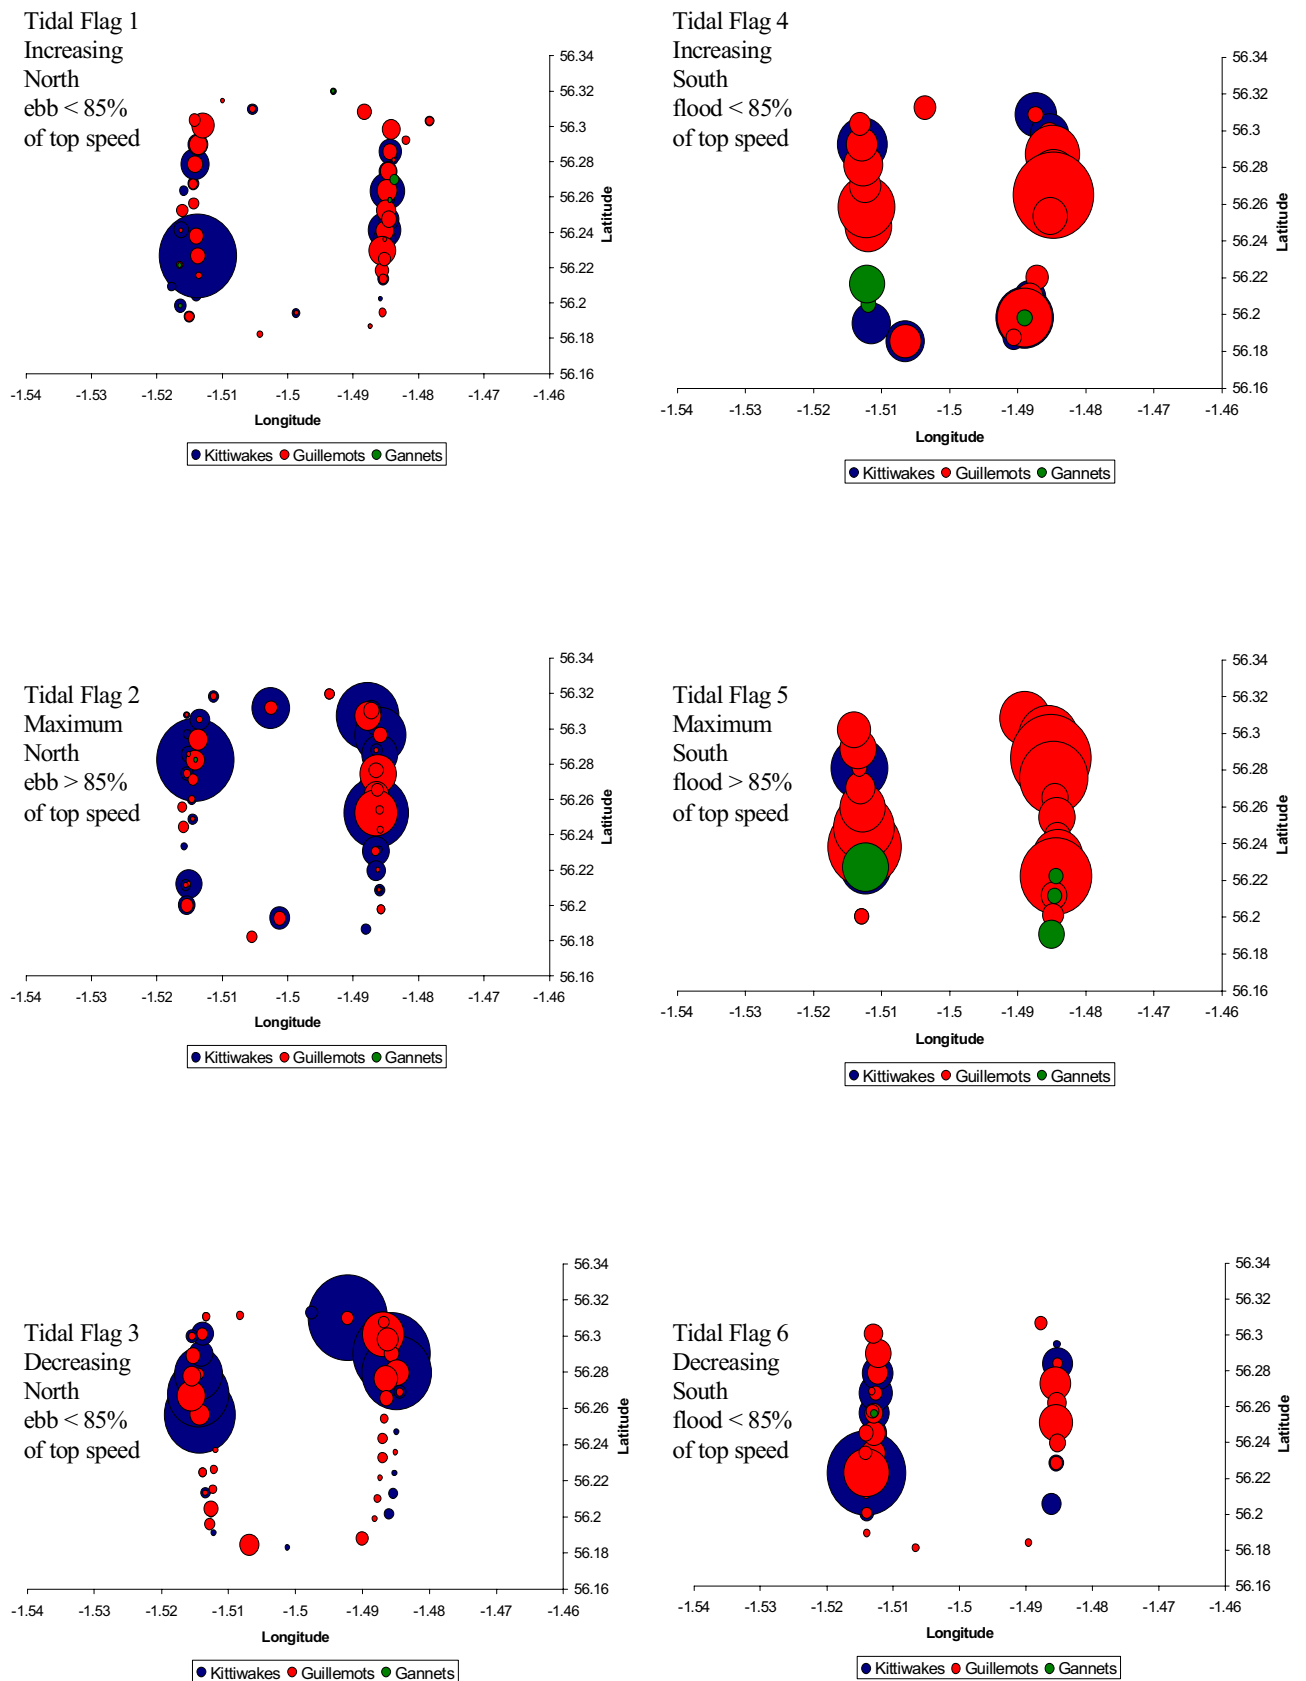 Tidal Flag 1
Increasing
North
ebb < 85%
of top speed
56.34
56.32
56.3
56.28
56.26
56.24
56.22
56.2
56.18
56.16
Latitude
-1.54 -1.53 -1.52 -1.51 -1.5 -1.49 -1.48 -1.47 -1.46
Longitude
Kittiwakes Guillemots Gannets
Tidal Flag 4
Increasing
South
flood < 85%
of top speed
56.34
56.32
56.3
56.28
56.26
56.24
56.22
56.2
56.18
56.16
Latitude
-1.54 -1.53 -1.52 -1.51 -1.5 -1.49 -1.48 -1.47 -1.46
Longitude
Kittiwakes Guillemots Gannets
Tidal Flag 2
Maximum
North
ebb > 85%
of top speed
56.34
56.32
56.3
56.28
56.26
56.24
56.22
56.2
56.18
56.16
Latitude
-1.54 -1.53 -1.52 -1.51 -1.5 -1.49 -1.48 -1.47 -1.46
Longitude
Kittiwakes Guillemots Gannets
Tidal Flag 5
Maximum
South
flood > 85%
of top speed
56.34
56.32
56.3
56.28
56.26
56.24
56.22
56.2
56.18
56.16
Latitude
-1.54 -1.53 -1.52 -1.51 -1.5 -1.49 -1.48 -1.47 -1.46
Longitude
Kittiwakes Guillemots Gannets
Tidal Flag 3
Decreasing
North
ebb < 85%
of top speed
56.34
56.32
56.3
56.28
56.26
56.24
56.22
56.2
56.18
56.16
Latitude
-1.54 -1.53 -1.52 -1.51 -1.5 -1.49 -1.48 -1.47 -1.46
Longitude
Kittiwakes Guillemots Gannets
Tidal Flag 6
Decreasing
South
flood < 85%
of top speed
56.34
56.32
56.3
56.28
56.26
56.24
56.22
56.2
56.18
56.16
Latitude
-1.54 -1.53 -1.52 -1.51 -1.5 -1.49 -1.48 -1.47 -1.46
Longitude
Kittiwakes Guillemots Gannets